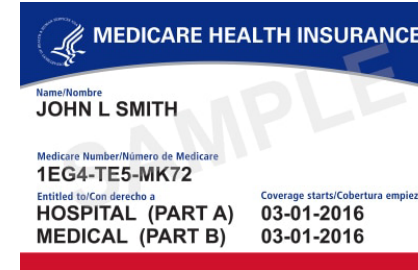 MEDICARE HEALTH INSURANCE
Name/Nombre
JOHN L SMITH
SAMPLE
Medicare Number/Número de Medicare
1EG4-TE5-MK72
Entitled to/Con derecho a Coverage starts/Cobertura empiez
HOSPITAL (PART A) 03-01-2016
MEDICAL (PART B) 03-01-2016